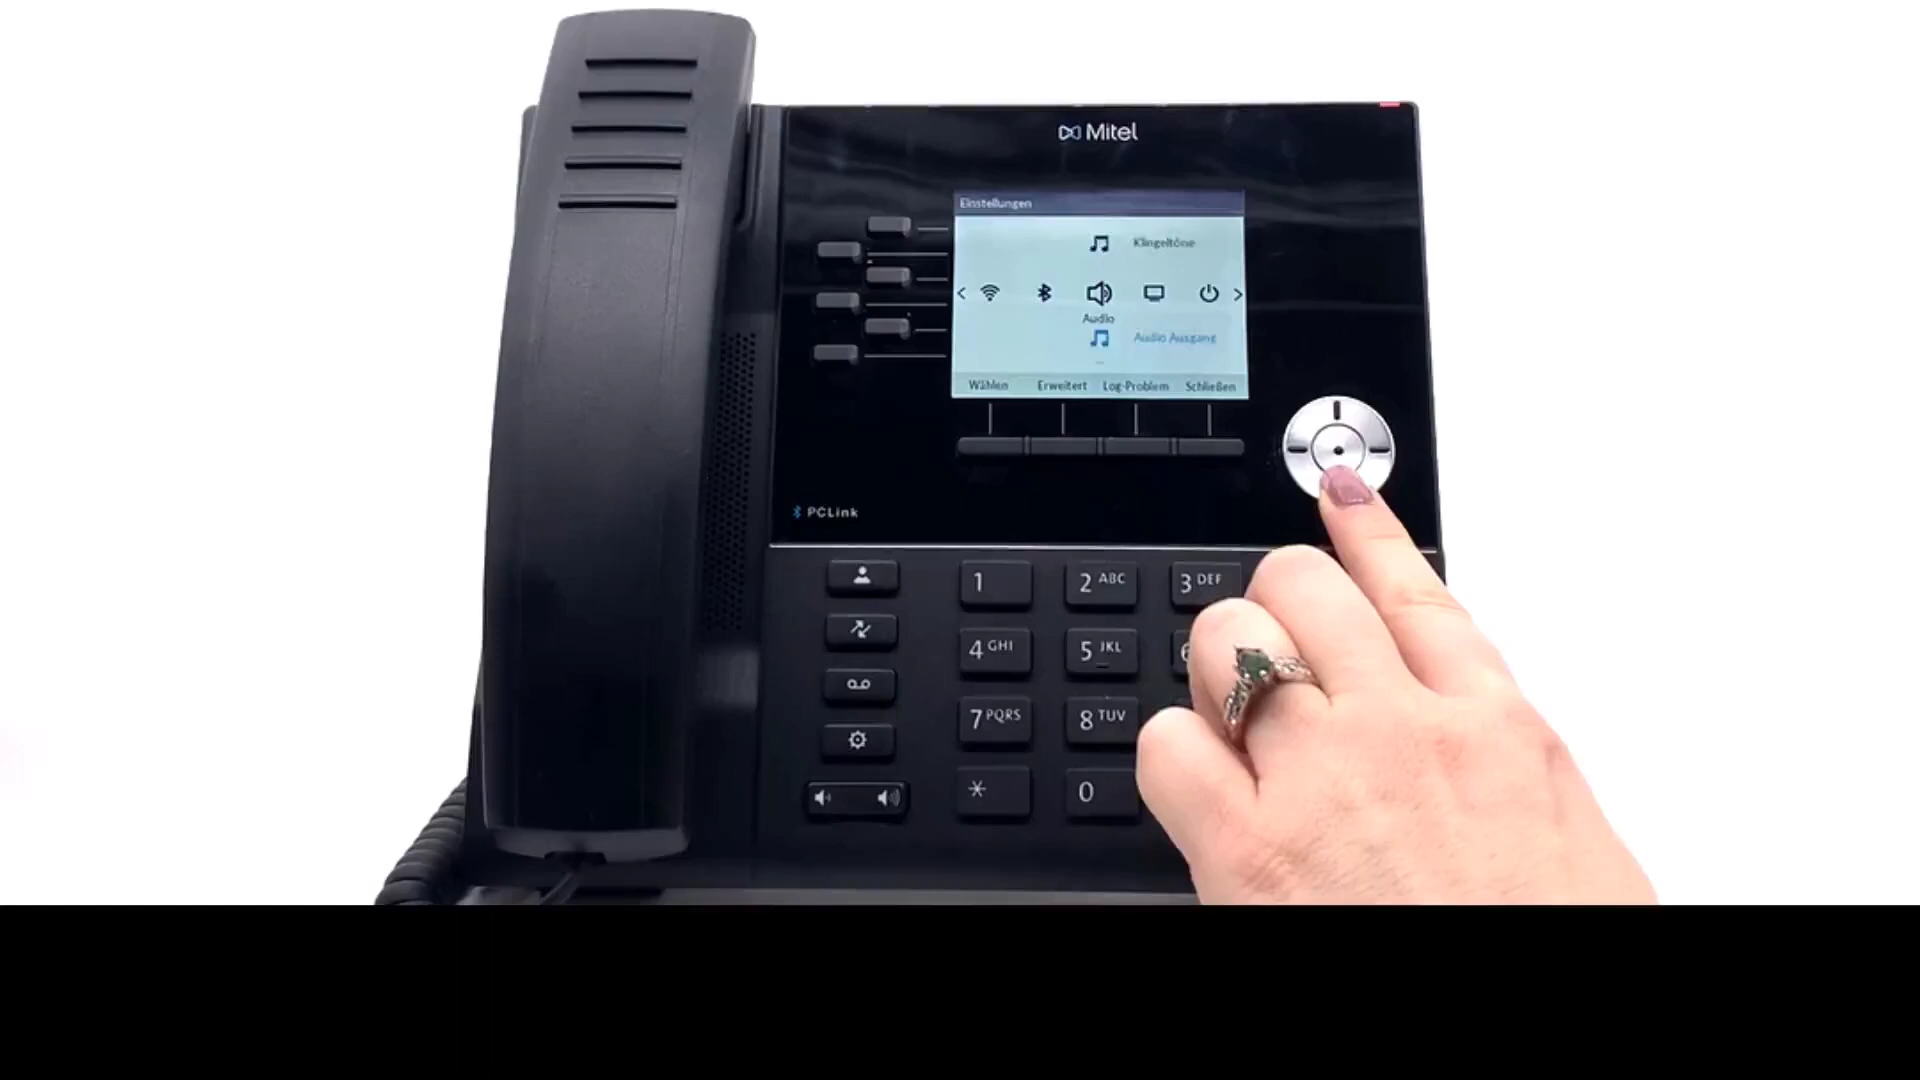 Mitel
Einstellungen
Klingeltöne
Audio
Audio Ausgang
Wählen Erweitert Log-Problem Schließen
PCLink
1 2 ABC 3 DEF
4 GHI 5 JKL 6
7 PQRS 8 TUV
* 0